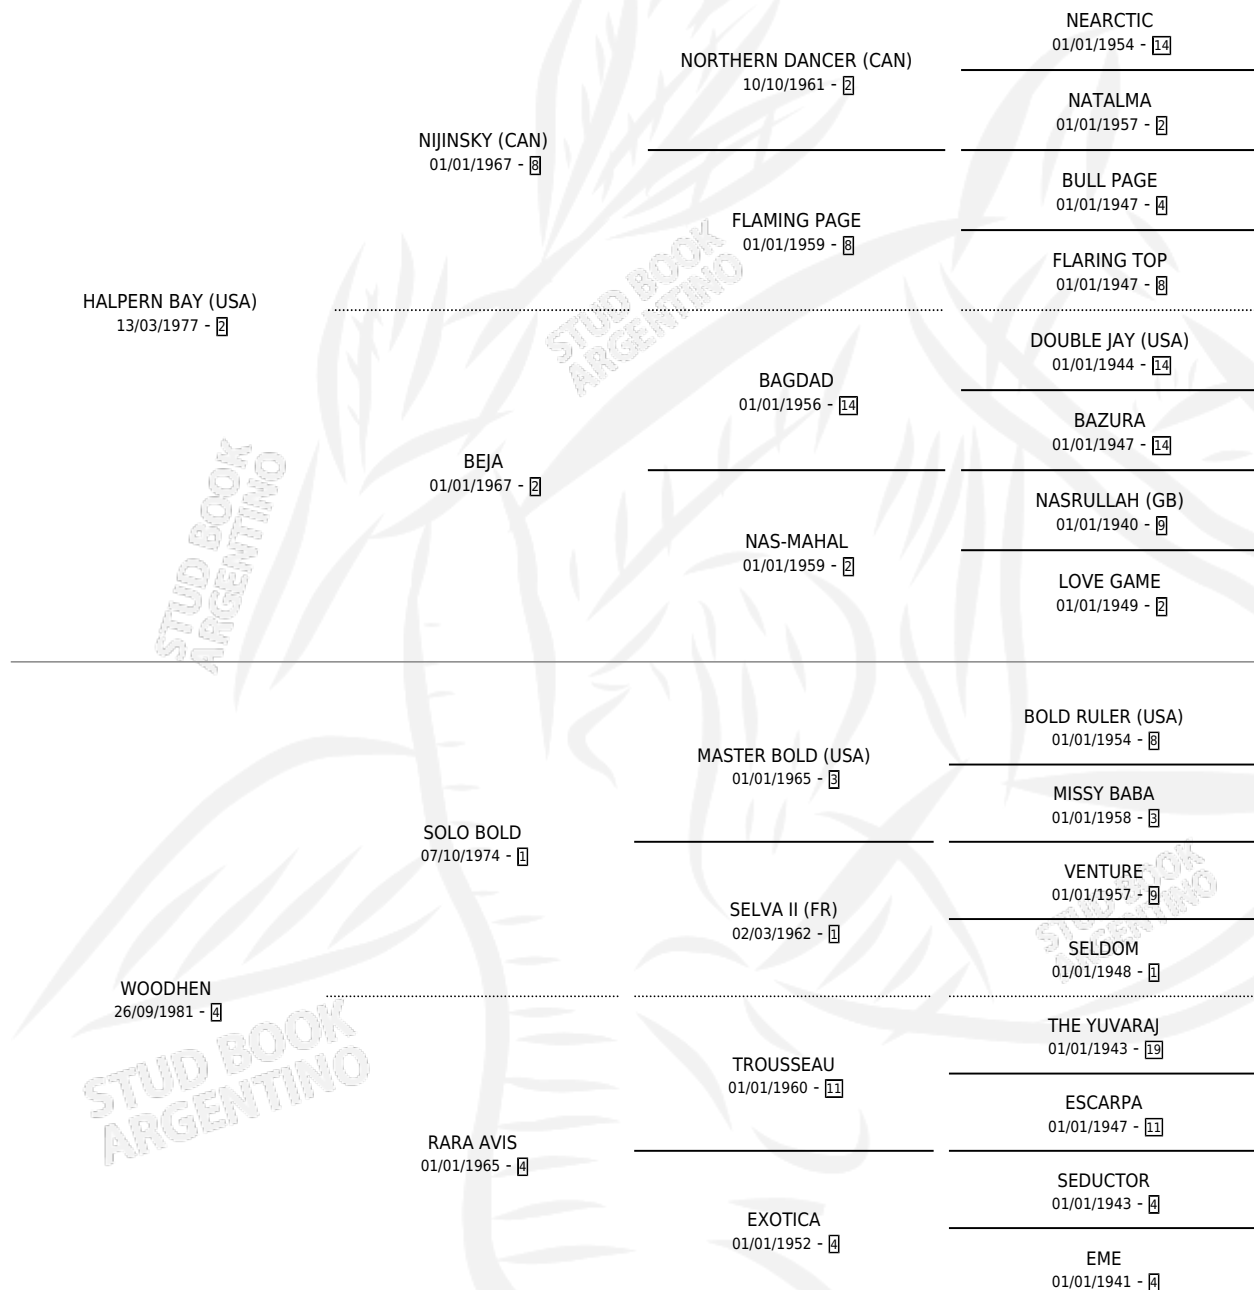 NEARCTIC
01/01/1954 - 14
NORTHERN DANCER (CAN)
10/10/1961 - 2
NATALMA
01/01/1957 - 2
NIJINSKY (CAN)
01/01/1967 - 8
BULL PAGE
01/01/1947 - 4
FLAMING PAGE
01/01/1959 - 8
FLARING TOP
01/01/1947 - 8
HALPERN BAY (USA)
13/03/1977 - 2
STUD BOOK
ARGENTINO
DOUBLE JAY (USA)
01/01/1944 - 14
BAGDAD
01/01/1956 - 14
BAZURA
01/01/1947 - 14
BEJA
01/01/1967 - 2
NASRULLAH (GB)
01/01/1940 - 9
NAS-MAHAL
01/01/1959 - 2
LOVE GAME
01/01/1949 - 2
STUD BOOK
ARGENTINO
BOLD RULER (USA)
01/01/1954 - 8
MASTER BOLD (USA)
01/01/1965 - 3
MISSY BABA
01/01/1958 - 3
SOLO BOLD
07/10/1974 - 1
VENTURE
01/01/1957 - 9
SELVA II (FR)
02/03/1962 - 1
SELDOM
01/01/1948 - 1
STUD BOOK
ARGENTINO
WOODHEN
26/09/1981 - 4
THE YUVARAJ
01/01/1943 - 19
TROUSSEAU
01/01/1960 - 11
ESCARPA
01/01/1947 - 11
STUD BOOK
ARGENTINO
RARA AVIS
01/01/1965 - 4
SEDUCTOR
01/01/1943 - 4
EXOTICA
01/01/1952 - 4
EME
01/01/1941 - 4